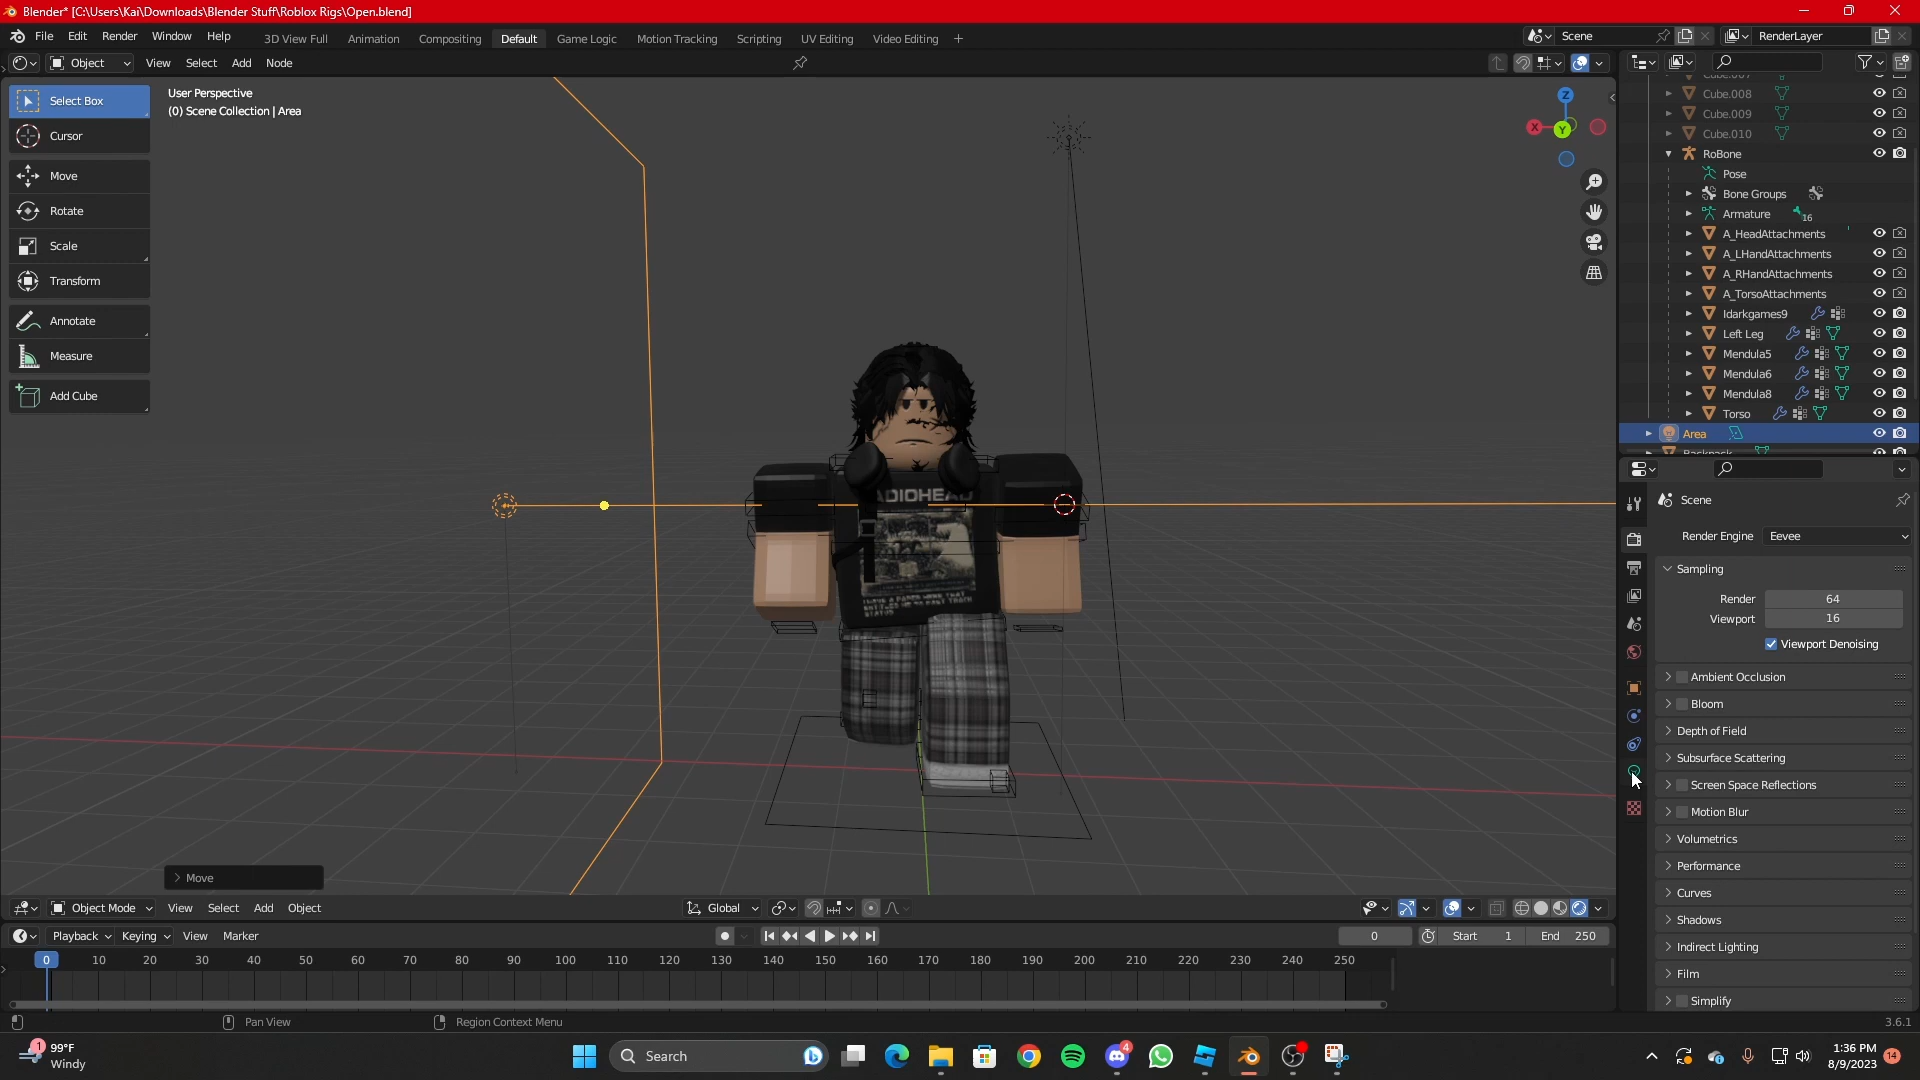 Blender* [C:\Users\Kai\Downloads\Blender Stuff\Roblox Rigs\Open.blend]
File Edit Render Window Help
3D View Full Animation Compositing Default Game Logic Motion Tracking Scripting UV Editing Video Editing +
Scene
RenderLayer
Object View Select Add Node
Select Box
Cursor
Move
Rotate
Scale
Transform
Annotate
Measure
Add Cube
User Perspective
(0) Scene Collection | Area
Z
X
Y
RADIOHEAD
Cube.007
Cube.008
Cube.009
Cube.010
RoBone
Pose
Bone Groups
Armature 16
A_HeadAttachments
A_LHandAttachments
A_RHandAttachments
A_TorsoAttachments
Idarkgames9
Left Leg
Mendula5
Mendula6
Mendula8
Torso
Area
Backpack
Scene
Render Engine Eevee
Sampling
Render 64
Viewport 16
Viewport Denoising
Ambient Occlusion
Bloom
Depth of Field
Subsurface Scattering
Screen Space Reflections
Motion Blur
Volumetrics
Performance
Curves
Shadows
Indirect Lighting
Film
Simplify
> Move
Object Mode View Select Add Object
Global
Playback Keying View Marker
0 Start 1 End 250
0 10 20 30 40 50 60 70 80 90 100 110 120 130 140 150 160 170 180 190 200 210 220 230 240 250
Pan View Region Context Menu 3.6.1
1
99°F
Windy
Search
4
1:36 PM
8/9/2023
14